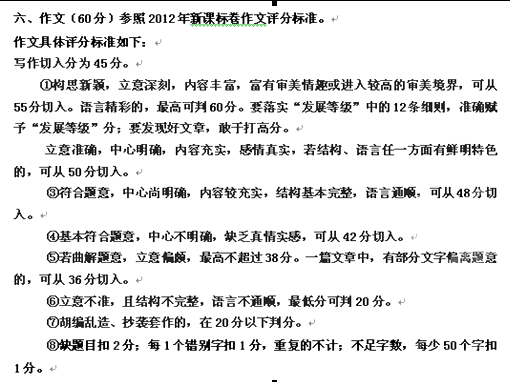 六、作文（60分）参照2012年新课标卷作文评分标准。
作文具体评分标准如下：
写作切入分为45分。
①构思新颖，立意深刻，内容丰富，富有审美情趣或进入较高的审美境界，可从
55分切入。语言精彩的，最高可判60分。要落实“发展等级”中的12条细则，准确赋
予“发展等级”分；要发现好文章，敢于打高分。
立意准确，中心明确，内容充实，感情真实，若结构、语言任一方面有鲜明特色
的，可从50分切入。
③符合题意，中心尚明确，内容较充实，结构基本完整，语言通顺，可从48分切
入。
④基本符合题意，中心不明确，缺乏真情实感，可从42分切入。
⑤若曲解题意，立意偏颇，最高不超过38分。一篇文章中，有部分文字偏离题意
的，可从36分切入。
⑥立意不准，且结构不完整，语言不通顺，最低分可判20分。
⑦胡编乱造、抄袭套作的，在20分以下判分。
⑧缺题目扣2分；每1个错别字扣1分，重复的不计；不足字数，每少50个字扣
1分。